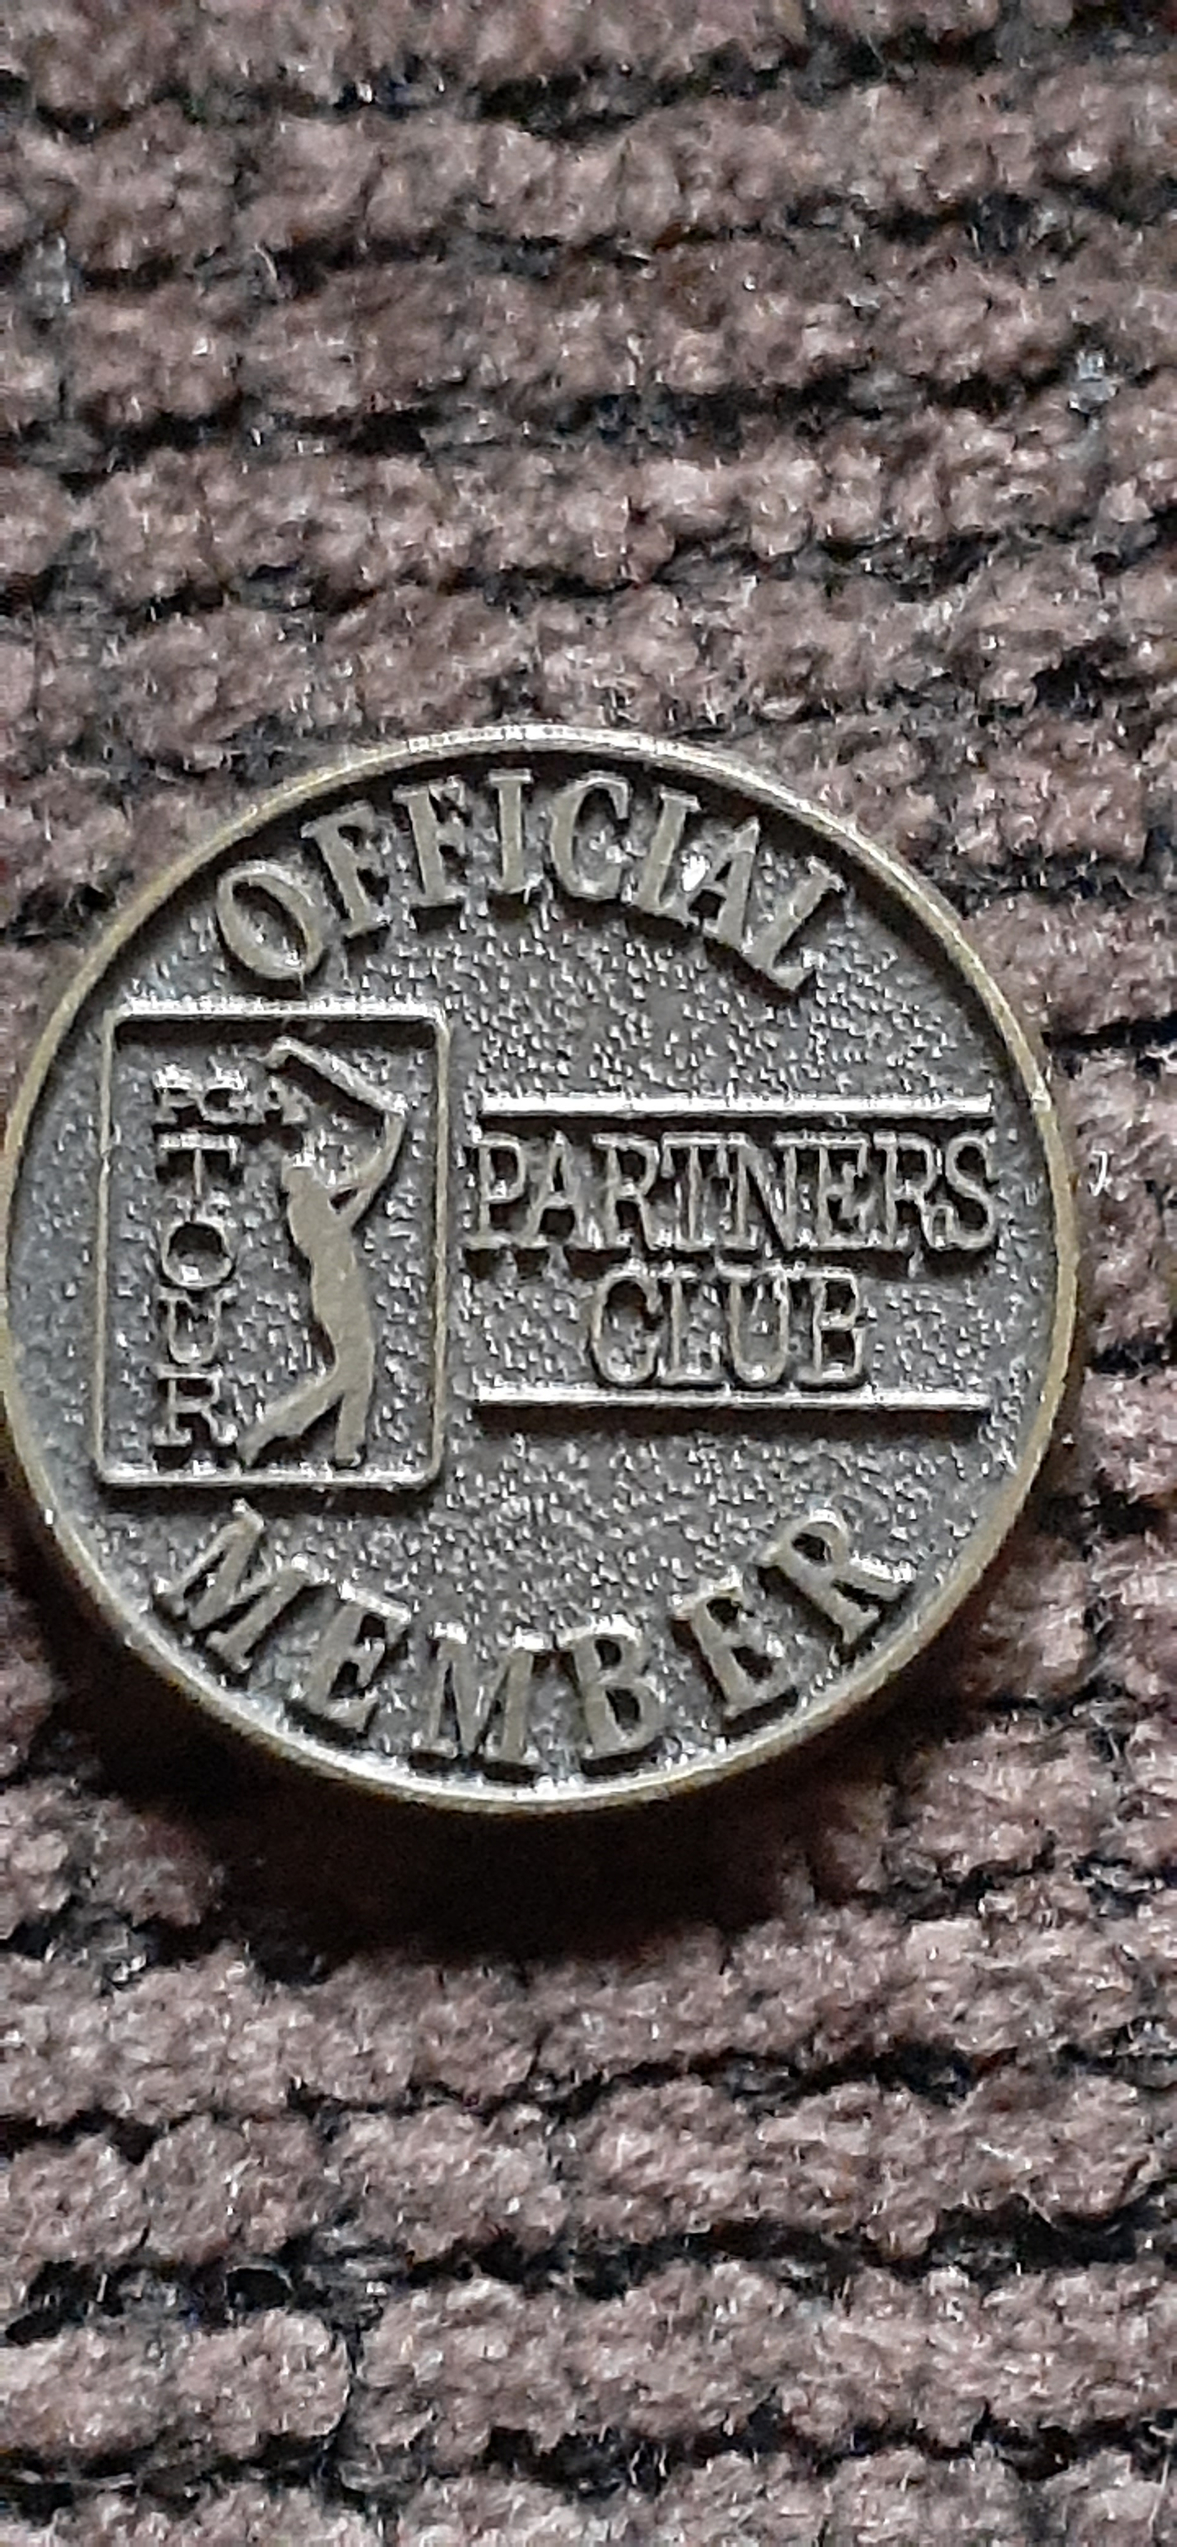 OFFICIAL
PGA
TOUR
PARTNERS
CLUB
MEMBER